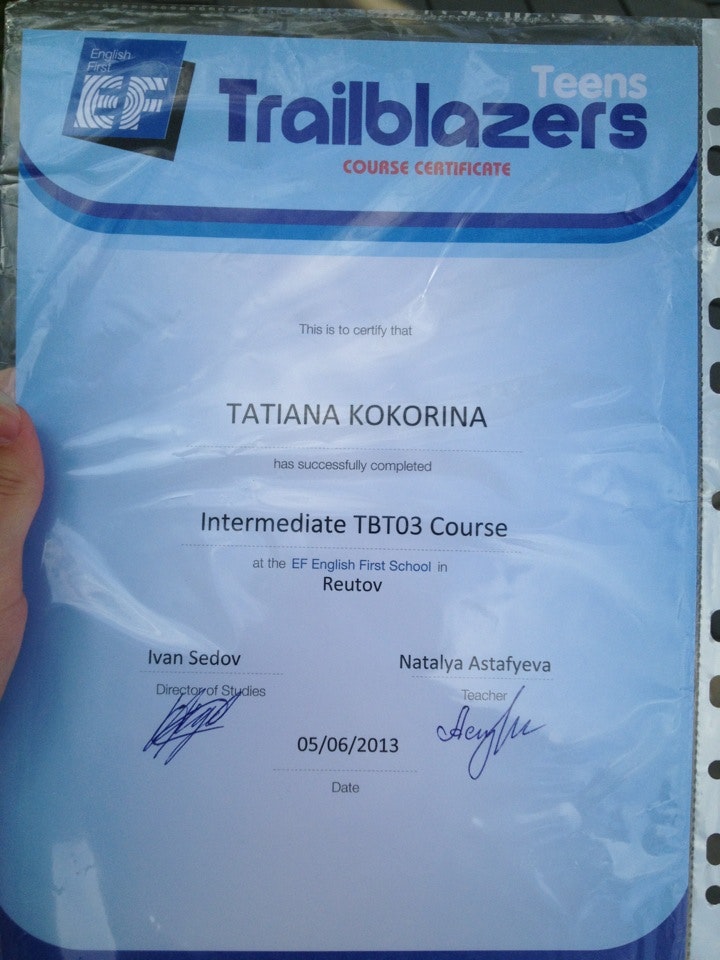 English
First
EF
Teens
Trailblazers
COURSE CERTIFICATE
This is to certify that
TATIANA KOKORINA
has successfully completed
Intermediate TBT03 Course
at the EF English First School in
Reutov
Ivan Sedov
Natalya Astafyeva
Director of Studies
Teacher
05/06/2013
Date